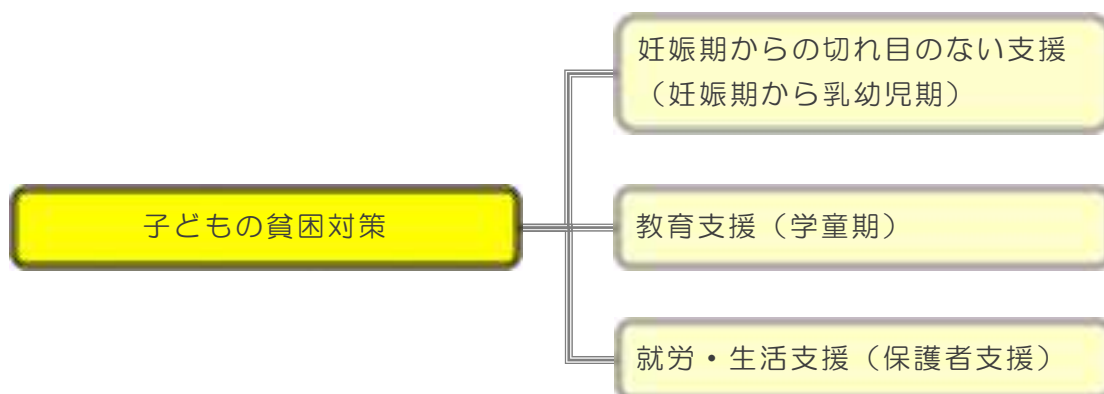 妊娠期からの切れ目のない支援
（妊娠期から乳幼児期）
子どもの貧困対策
教育支援（学童期）
就労・生活支援（保護者支援）